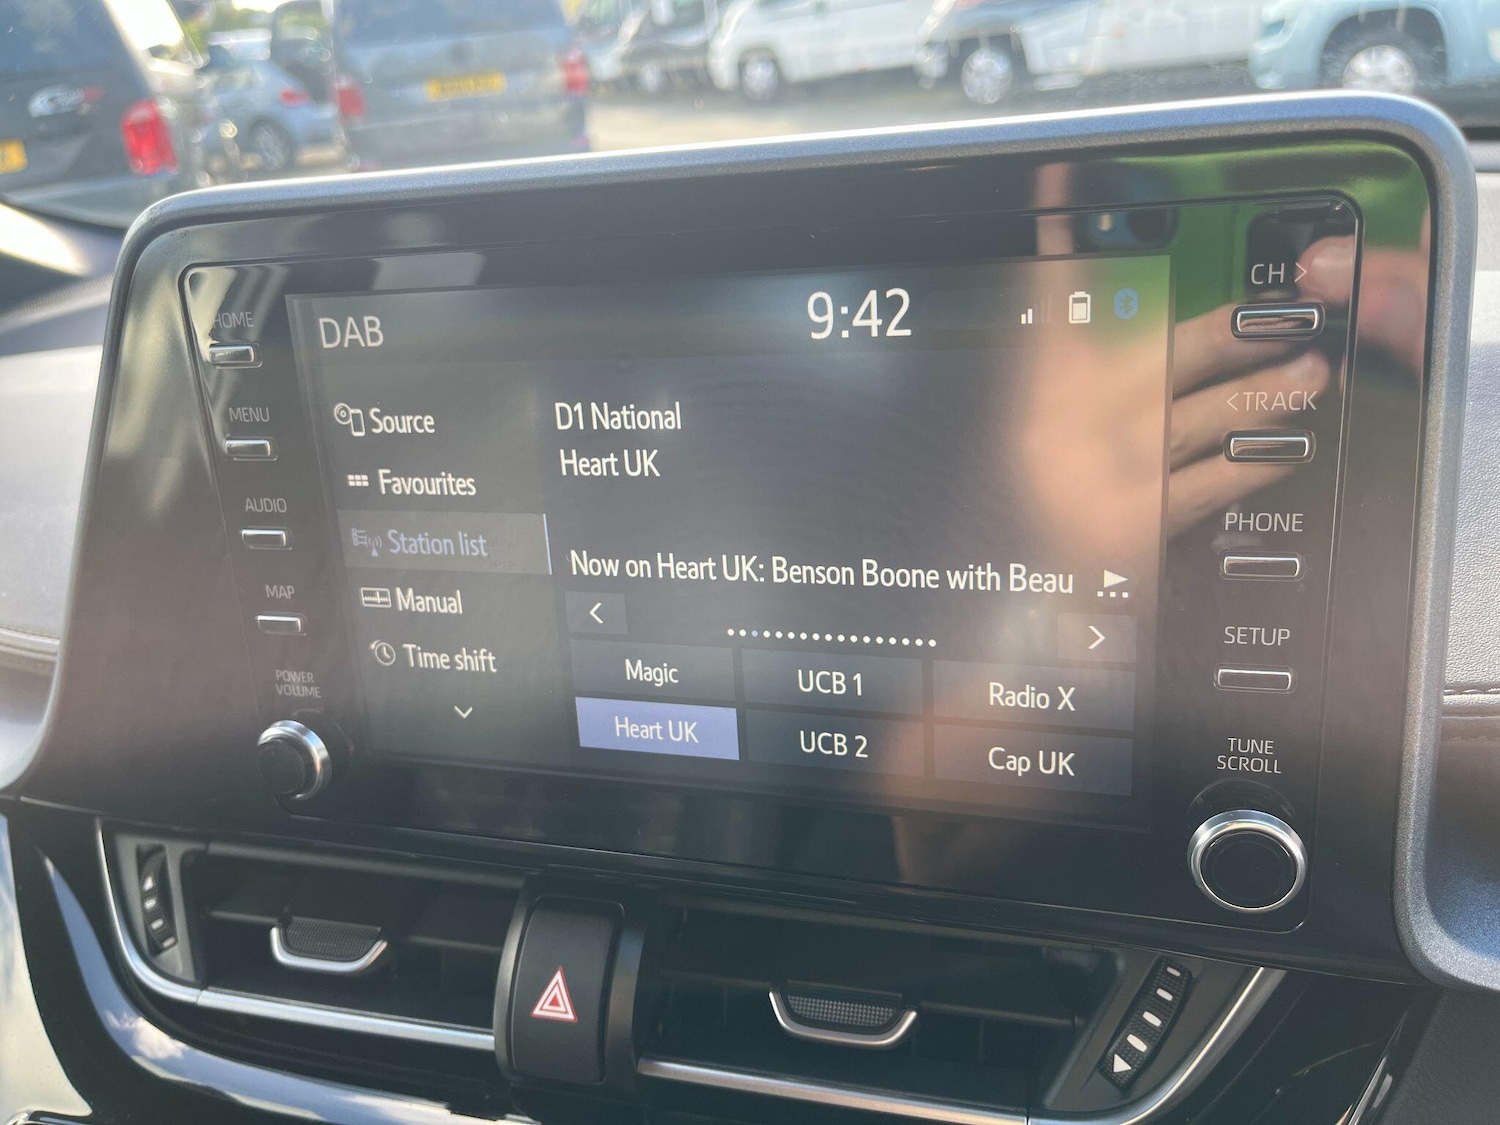 DAB
9:42
HOME
MENU
AUDIO
MAP
POWER
VOLUME
Source
Favourites
Station list
Manual
Time shift
D1 National
Heart UK
Now on Heart UK: Benson Boone with Beau
Magic
UCB 1
Radio X
Heart UK
UCB 2
Cap UK
CH >
< TRACK
PHONE
SETUP
TUNE
SCROLL